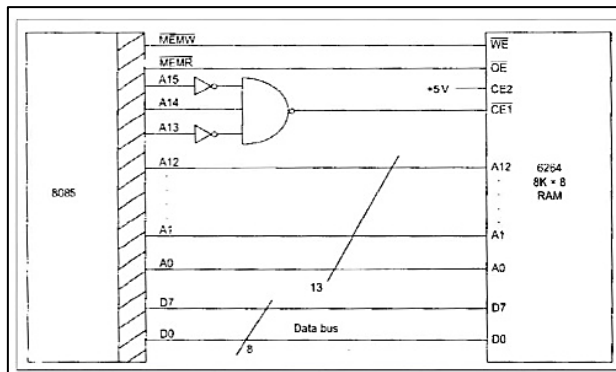 MEMW WE
MEMR OE
A15 +5V CE2
A14 CE1
A13
A12 A12
8085 6264
8K * 8
RAM
A1 A1
A0 A0
13
D7 D7
Data bus
D0 D0
8